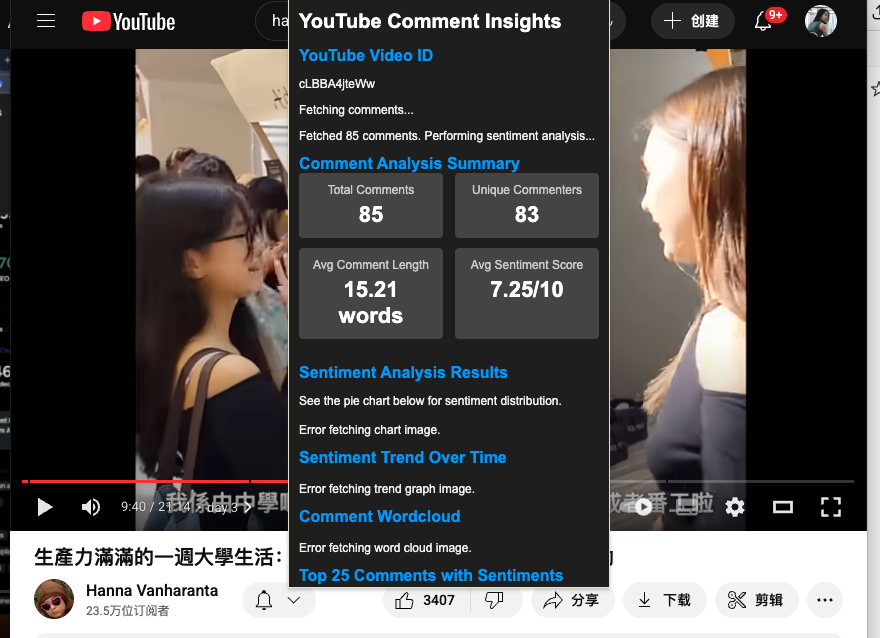 YouTube
ha
YouTube Comment Insights
创建
9+
YouTube Video ID
cLBBA4jteWw
Fetching comments...
Fetched 85 comments. Performing sentiment analysis...
Comment Analysis Summary
Total Comments
85
Unique Commenters
83
Avg Comment Length
15.21
words
Avg Sentiment Score
7.25/10
Sentiment Analysis Results
See the pie chart below for sentiment distribution.
Error fetching chart image.
Sentiment Trend Over Time
Error fetching trend graph image.
Comment Wordcloud
Error fetching word cloud image.
Top 25 Comments with Sentiments
我係由中學
或者番工啦
9:40 / 21:14 • day 3
生產力滿滿的一週大學生活：
Hanna Vanharanta
23.5万位订阅者
3407
分享
下载
剪辑